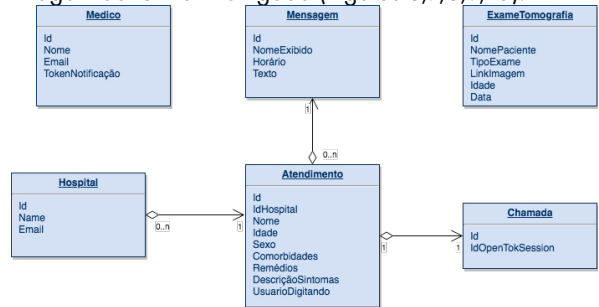 Medico
Id
Nome
Email
TokenNotificação
Mensagem
Id
NomeExibido
Horário
Texto
ExameTomografia
Id
NomePaciente
TipoExame
LinkImagem
Idade
Data
1
0..n
Hospital
Id
Name
Email
0..n
1
Atendimento
Id
IdHospital
Nome
Idade
Sexo
Comorbidades
Remédios
DescriçãoSintomas
UsuarioDigitando
1
1
Chamada
Id
IdOpenTokSession